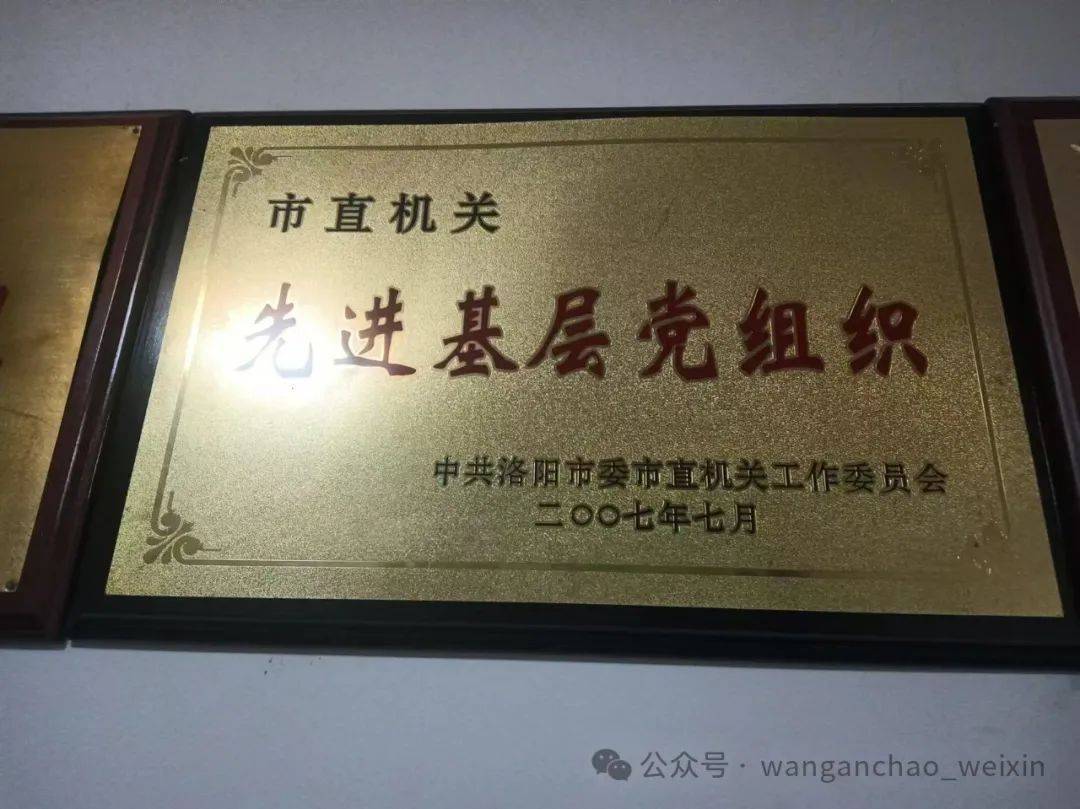 市直机关
先进基层党组织
中共洛阳市委市直机关工作委员会
二〇〇七年七月
公众号·wanganchao_weixin